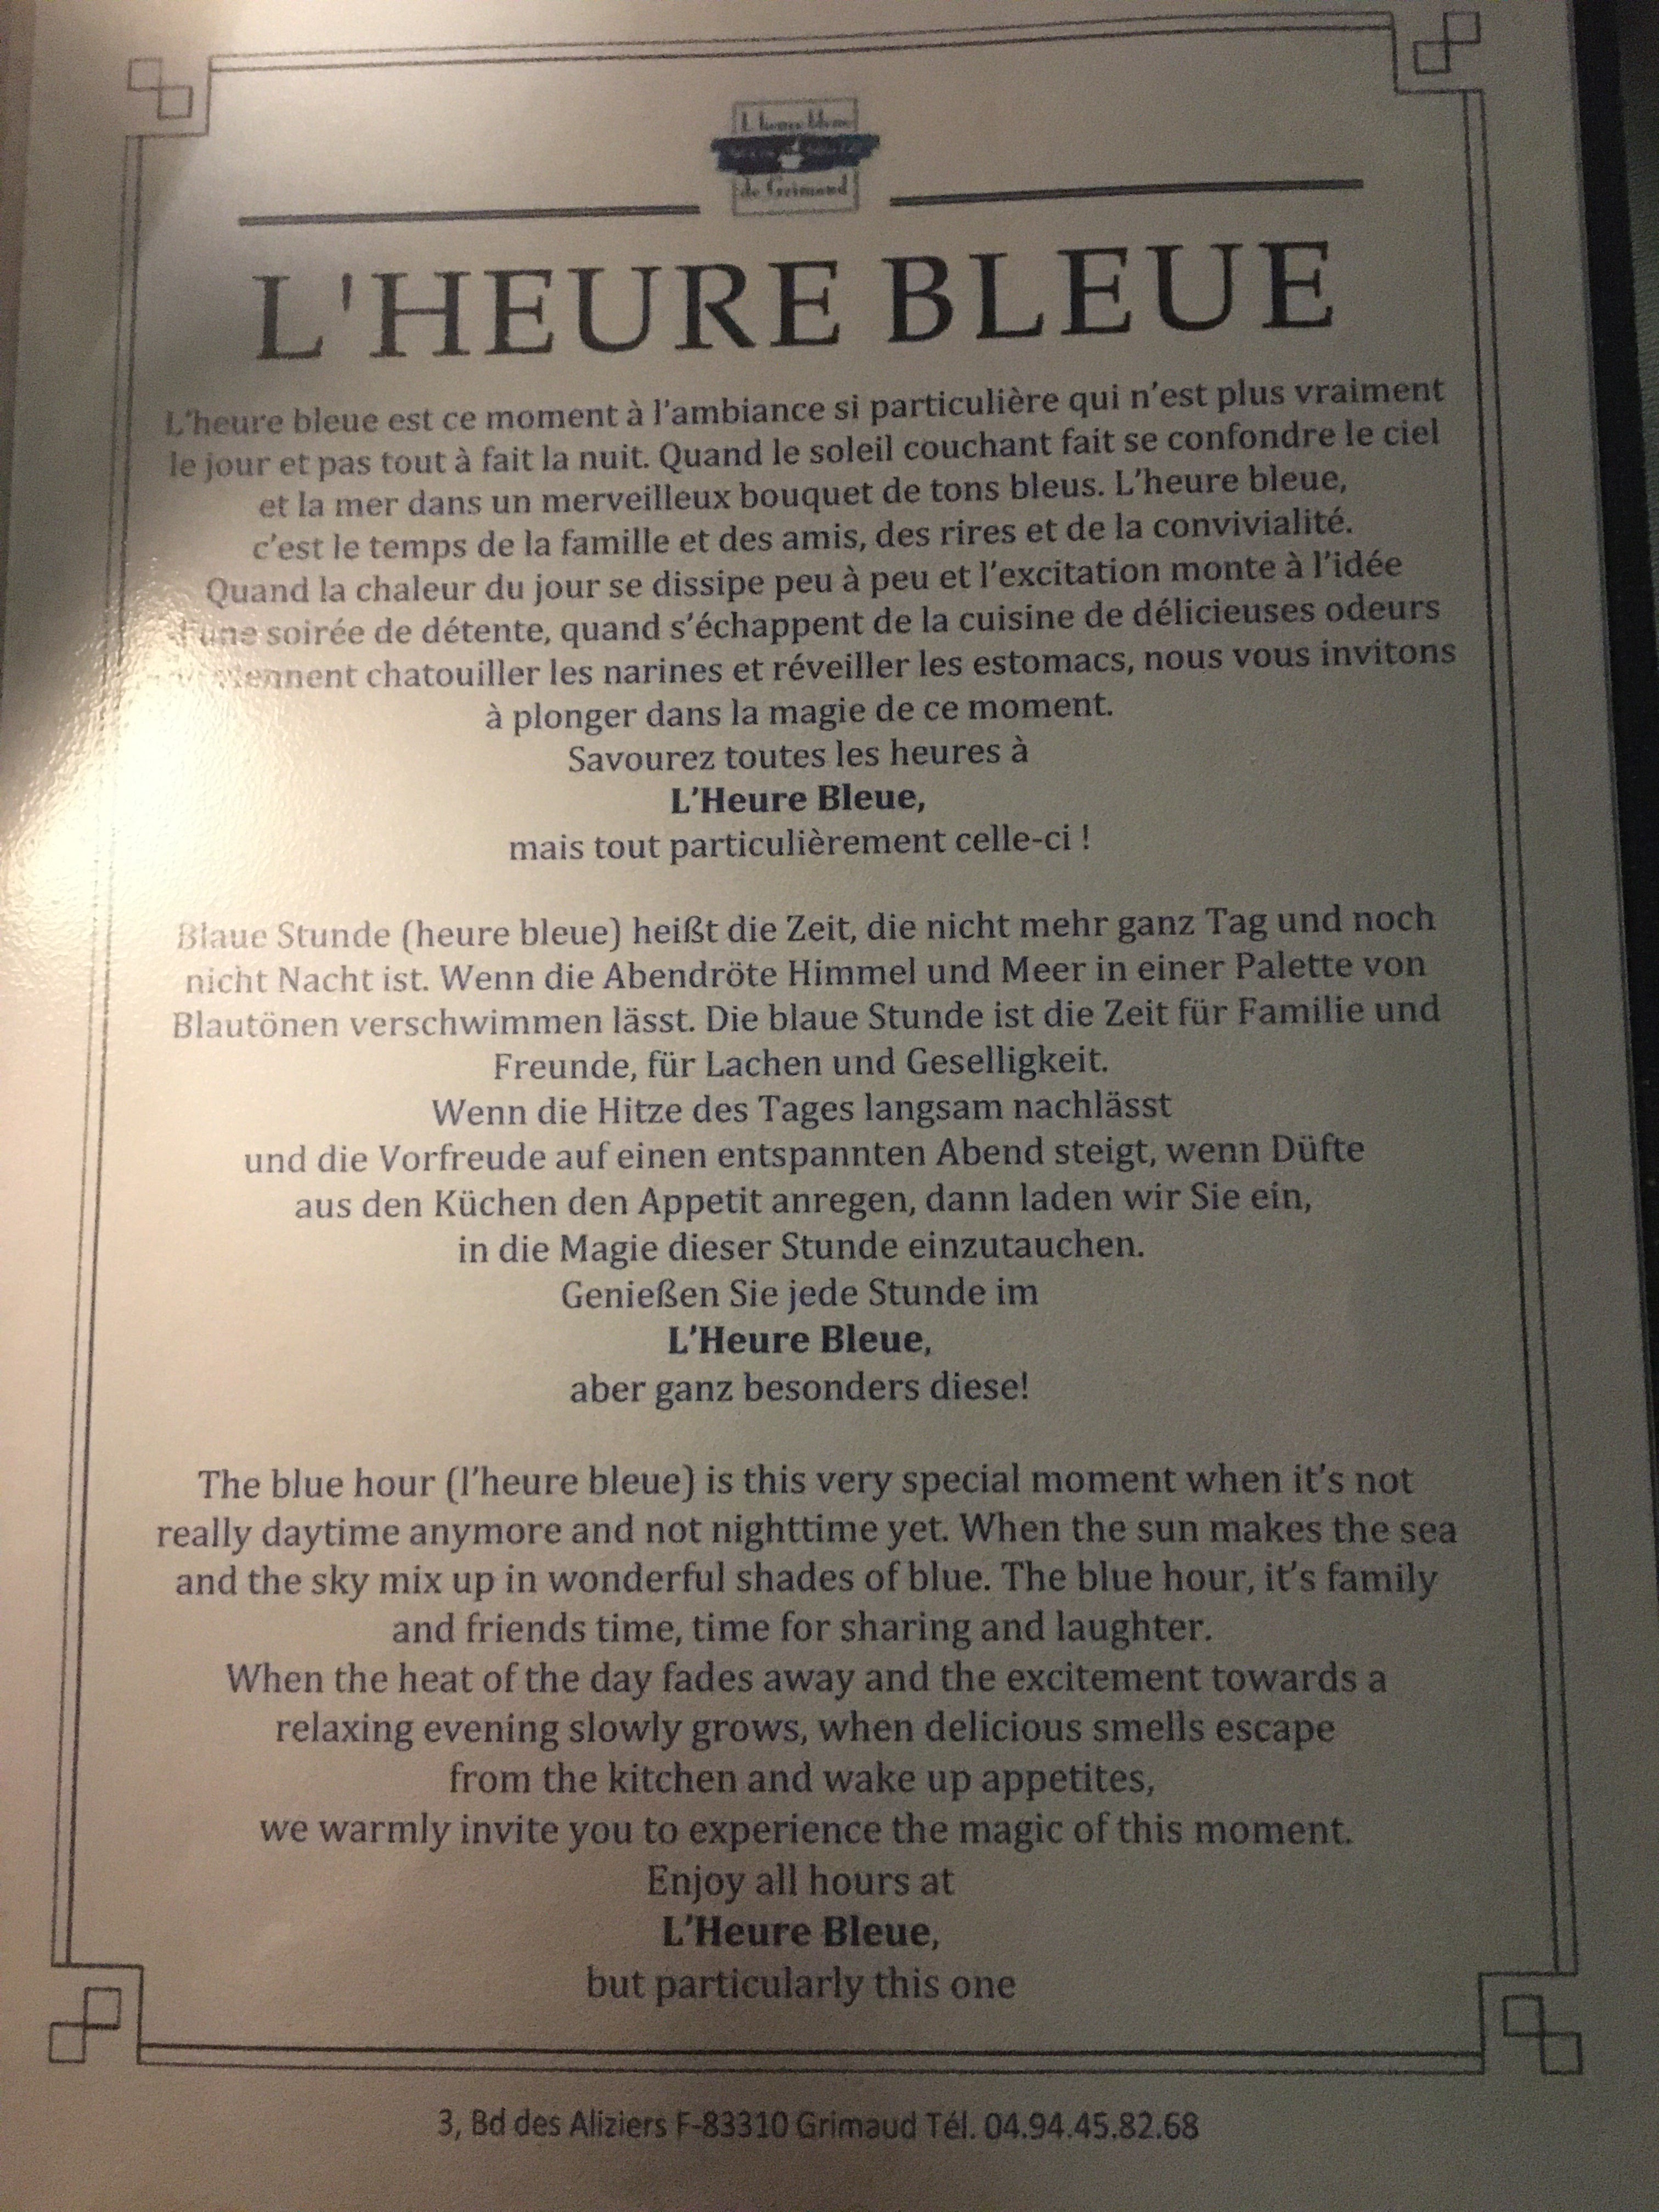 L'heure bleue
de Grimaud
L'HEURE BLEUE
L'heure bleue est ce moment à l'ambiance si particulière qui n'est plus vraiment
le jour et pas tout à fait la nuit. Quand le soleil couchant fait se confondre le ciel
et la mer dans un merveilleux bouquet de tons bleus. L'heure bleue,
c'est le temps de la famille et des amis, des rires et de la convivialité.
Quand la chaleur du jour se dissipe peu à peu et l'excitation monte à l'idée
d'une soirée de détente, quand s'échappent de la cuisine de délicieuses odeurs
chatouiller les narines et réveiller les estomacs, nous vous invitons
à plonger dans la magie de ce moment.
Savourez toutes les heures à
L'Heure Bleue,
mais tout particulièrement celle-ci !
Blaue Stunde (heure bleue) heißt die Zeit, die nicht mehr ganz Tag und noch
nicht Nacht ist. Wenn die Abendröte Himmel und Meer in einer Palette von
Blautönen verschwimmen lässt. Die blaue Stunde ist die Zeit für Familie und
Freunde, für Lachen und Geselligkeit.
Wenn die Hitze des Tages langsam nachlässt
und die Vorfreude auf einen entspannten Abend steigt, wenn Düfte
aus den Küchen den Appetit anregen, dann laden wir Sie ein,
in die Magie dieser Stunde einzutauchen.
Genießen Sie jede Stunde im
L'Heure Bleue,
aber ganz besonders diese!
The blue hour (l'heure bleue) is this very special moment when it's not
really daytime anymore and not nighttime yet. When the sun makes the sea
and the sky mix up in wonderful shades of blue. The blue hour, it's family
and friends time, time for sharing and laughter.
When the heat of the day fades away and the excitement towards a
relaxing evening slowly grows, when delicious smells escape
from the kitchen and wake up appetites,
we warmly invite you to experience the magic of this moment.
Enjoy all hours at
L'Heure Bleue,
but particularly this one
3, Bd des Aliziers F-83310 Grimaud Tél. 04.94.45.82.68